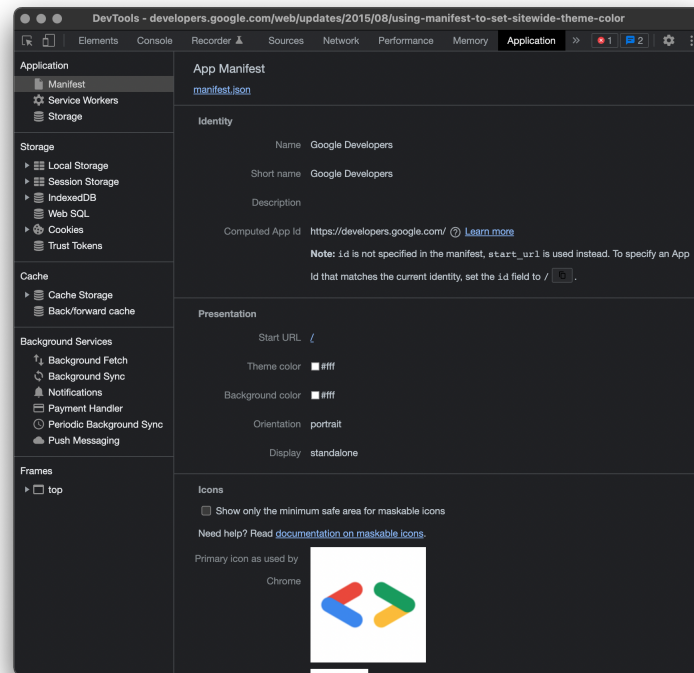 DevTools - developers.google.com/web/updates/2015/08/using-manifest-to-set-sitewide-theme-color
Elements Console Recorder Sources Network Performance Memory Application » 1 2
Application
Manifest
Service Workers
Storage
Storage
Local Storage
Session Storage
IndexedDB
Web SQL
Cookies
Trust Tokens
Cache
Cache Storage
Back/forward cache
Background Services
Background Fetch
Background Sync
Notifications
Payment Handler
Periodic Background Sync
Push Messaging
Frames
top
App Manifest
manifest.json
Identity
Name Google Developers
Short name Google Developers
Description
Computed App Id https://developers.google.com/ ? Learn more
Note: id is not specified in the manifest, start_url is used instead. To specify an App
Id that matches the current identity, set the id field to / .
Presentation
Start URL /
Theme color #fff
Background color #fff
Orientation portrait
Display standalone
Icons
Show only the minimum safe area for maskable icons
Need help? Read documentation on maskable icons.
Primary icon as used by
Chrome